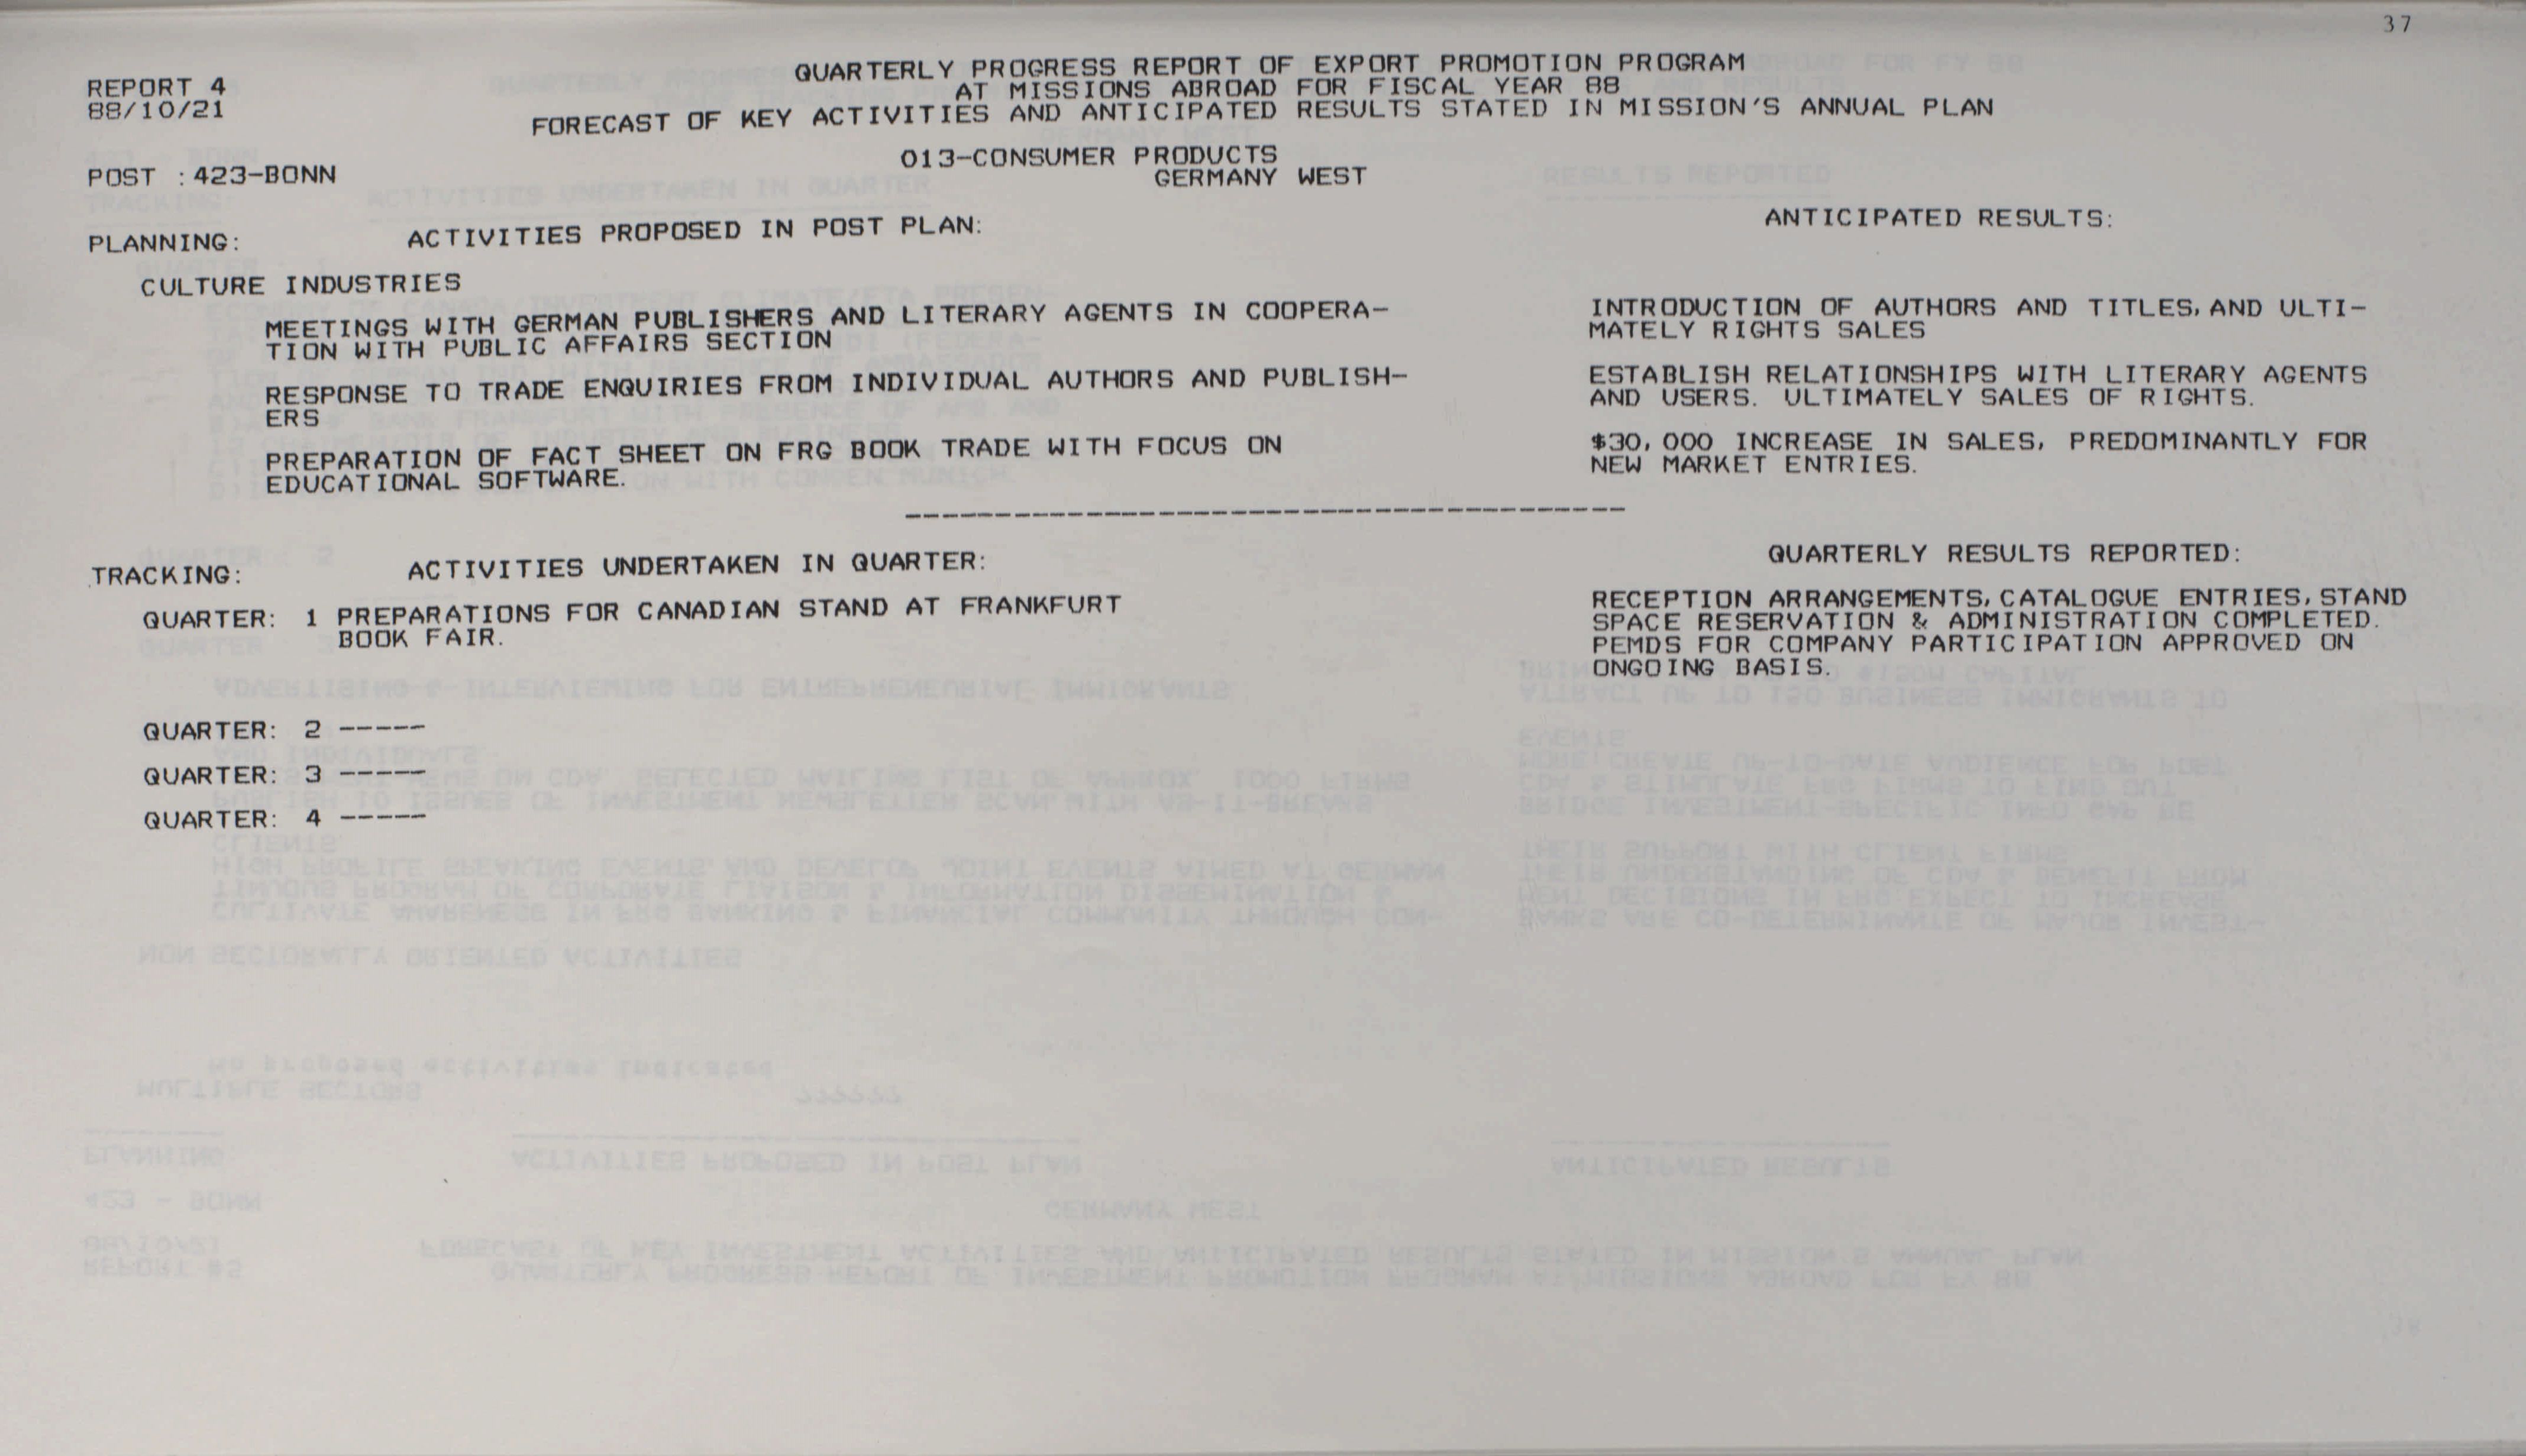 37
REPORT 4
88/10/21
QUARTERLY PROGRESS REPORT OF EXPORT PROMOTION PROGRAM
AT MISSIONS ABROAD FOR FISCAL YEAR 88
FORECAST OF KEY ACTIVITIES AND ANTICIPATED RESULTS STATED IN MISSION'S ANNUAL PLAN
013-CONSUMER PRODUCTS
POST :423-BONN
GERMANY WEST
PLANNING:
ACTIVITIES PROPOSED IN POST PLAN:
ANTICIPATED RESULTS:
CULTURE INDUSTRIES
MEETINGS WITH GERMAN PUBLISHERS AND LITERARY AGENTS IN COOPERA-
TION WITH PUBLIC AFFAIRS SECTION
INTRODUCTION OF AUTHORS AND TITLES, AND ULTI-
MATELY RIGHTS SALES
RESPONSE TO TRADE ENQUIRIES FROM INDIVIDUAL AUTHORS AND PUBLISH-
ERS
ESTABLISH RELATIONSHIPS WITH LITERARY AGENTS
AND USERS. ULTIMATELY SALES OF RIGHTS.
PREPARATION OF FACT SHEET ON FRG BOOK TRADE WITH FOCUS ON
EDUCATIONAL SOFTWARE.
$30,000 INCREASE IN SALES, PREDOMINANTLY FOR
NEW MARKET ENTRIES.
----------------------------------------
TRACKING:
ACTIVITIES UNDERTAKEN IN QUARTER:
QUARTERLY RESULTS REPORTED:
QUARTER: 1 PREPARATIONS FOR CANADIAN STAND AT FRANKFURT
BOOK FAIR.
RECEPTION ARRANGEMENTS, CATALOGUE ENTRIES, STAND
SPACE RESERVATION & ADMINISTRATION COMPLETED.
PEMDS FOR COMPANY PARTICIPATION APPROVED ON
ONGOING BASIS.
QUARTER: 2 -----
QUARTER: 3 -----
QUARTER: 4 -----